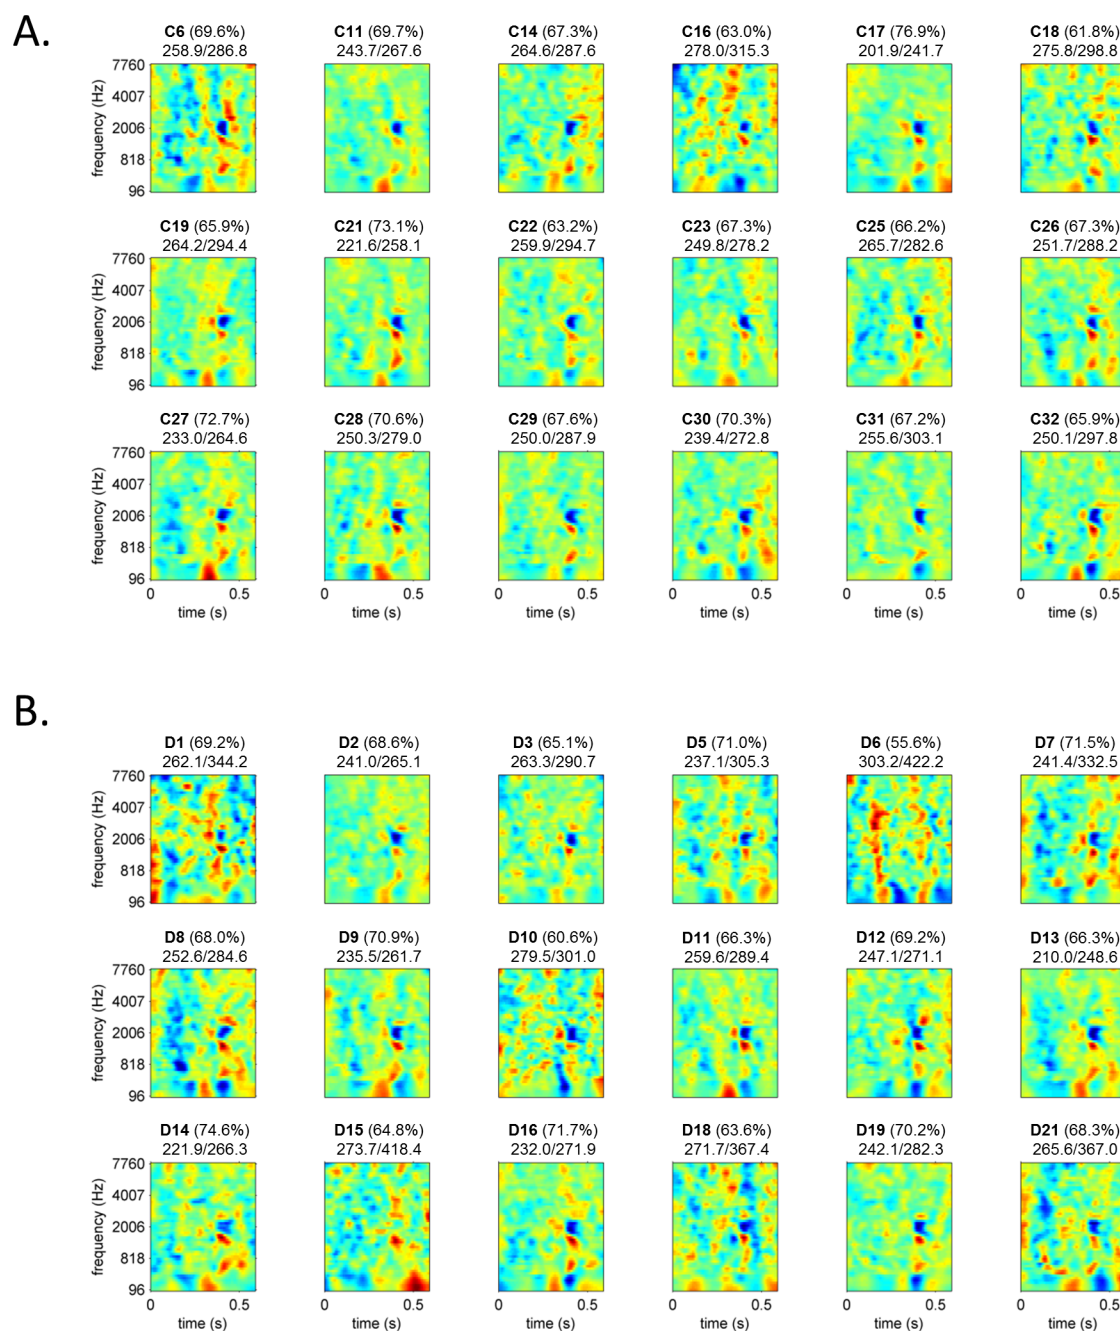 A.
C6 (69.6%) C11 (69.7%) C14 (67.3%) C16 (63.0%) C17 (76.9%) C18 (61.8%)
258.9/286.8 243.7/267.6 264.6/287.6 278.0/315.3 201.9/241.7 275.8/298.8
7760
4007
2006
818
96
frequency (Hz)
C19 (65.9%) C21 (73.1%) C22 (63.2%) C23 (67.3%) C25 (66.2%) C26 (67.3%)
264.2/294.4 221.6/258.1 259.9/294.7 249.8/278.2 265.7/282.6 251.7/288.2
7760
4007
2006
818
96
frequency (Hz)
C27 (72.7%) C28 (70.6%) C29 (67.6%) C30 (70.3%) C31 (67.2%) C32 (65.9%)
233.0/264.6 250.3/279.0 250.0/287.9 239.4/272.8 255.6/303.1 250.1/297.8
7760
4007
2006
818
96
frequency (Hz)
0 0.5 0 0.5 0 0.5 0 0.5 0 0.5 0 0.5
time (s) time (s) time (s) time (s) time (s) time (s)
B.
D1 (69.2%) D2 (68.6%) D3 (65.1%) D5 (71.0%) D6 (55.6%) D7 (71.5%)
262.1/344.2 241.0/265.1 263.3/290.7 237.1/305.3 303.2/422.2 241.4/332.5
7760
4007
2006
818
96
frequency (Hz)
D8 (68.0%) D9 (70.9%) D10 (60.6%) D11 (66.3%) D12 (69.2%) D13 (66.3%)
252.6/284.6 235.5/261.7 279.5/301.0 259.6/289.4 247.1/271.1 210.0/248.6
7760
4007
2006
818
96
frequency (Hz)
D14 (74.6%) D15 (64.8%) D16 (71.7%) D18 (63.6%) D19 (70.2%) D21 (68.3%)
221.9/266.3 273.7/418.4 232.0/271.9 271.7/367.4 242.1/282.3 265.6/367.0
7760
4007
2006
818
96
frequency (Hz)
0 0.5 0 0.5 0 0.5 0 0.5 0 0.5 0 0.5
time (s) time (s) time (s) time (s) time (s) time (s)